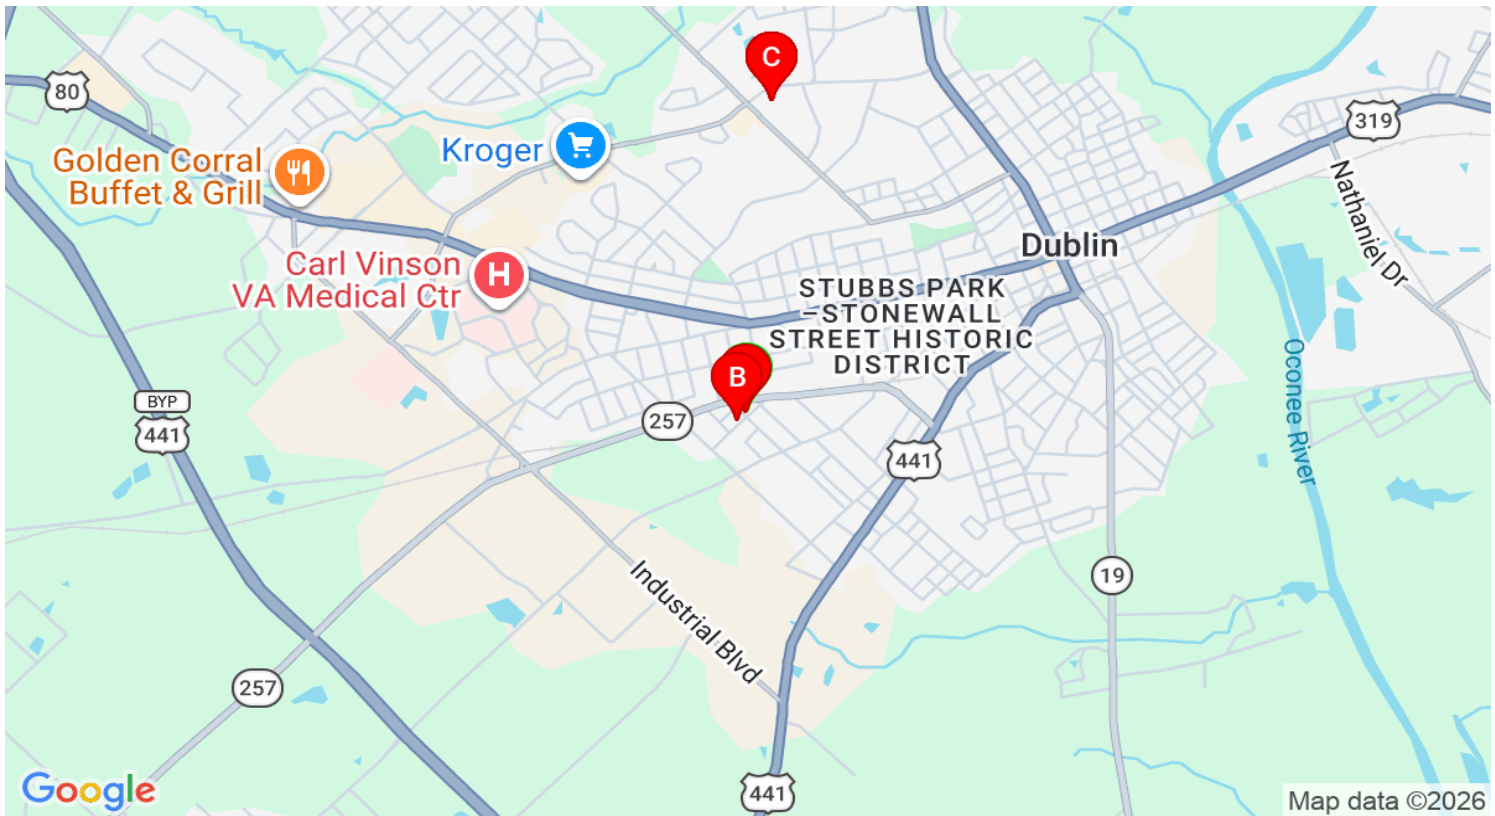 C
80
319
Golden Corral
Buffet & Grill
Kroger
Nathaniel Dr
Dublin
Carl Vinson
VA Medical Ctr
H
STUBBS PARK
–STONEWALL
STREET HISTORIC
DISTRICT
B
Oconee River
BYP
441
257
441
19
Industrial Blvd
257
441
Google
Map data ©2026